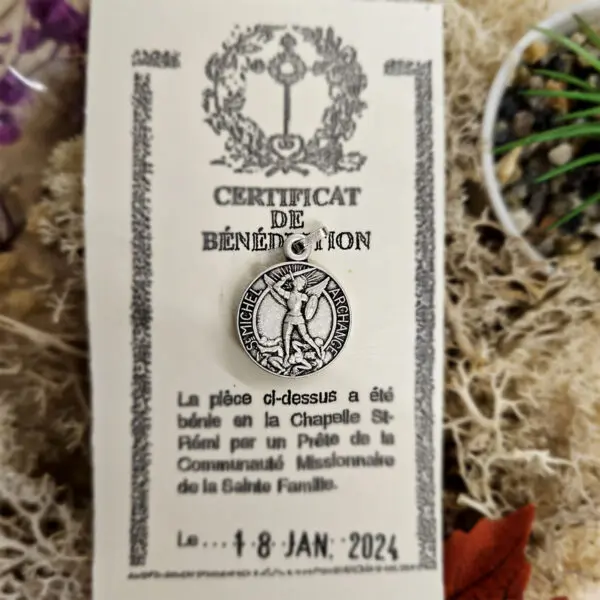 CERTIFICAT
DE
BÉNÉDICTION
ST MICHEL ARCHANGE
La pièce ci-dessus a été
bénie en la Chapelle St-
Rémi par un Prête de la
Communauté Missionnaire
de la Sainte Famille.
Le... 18 JAN. 2024